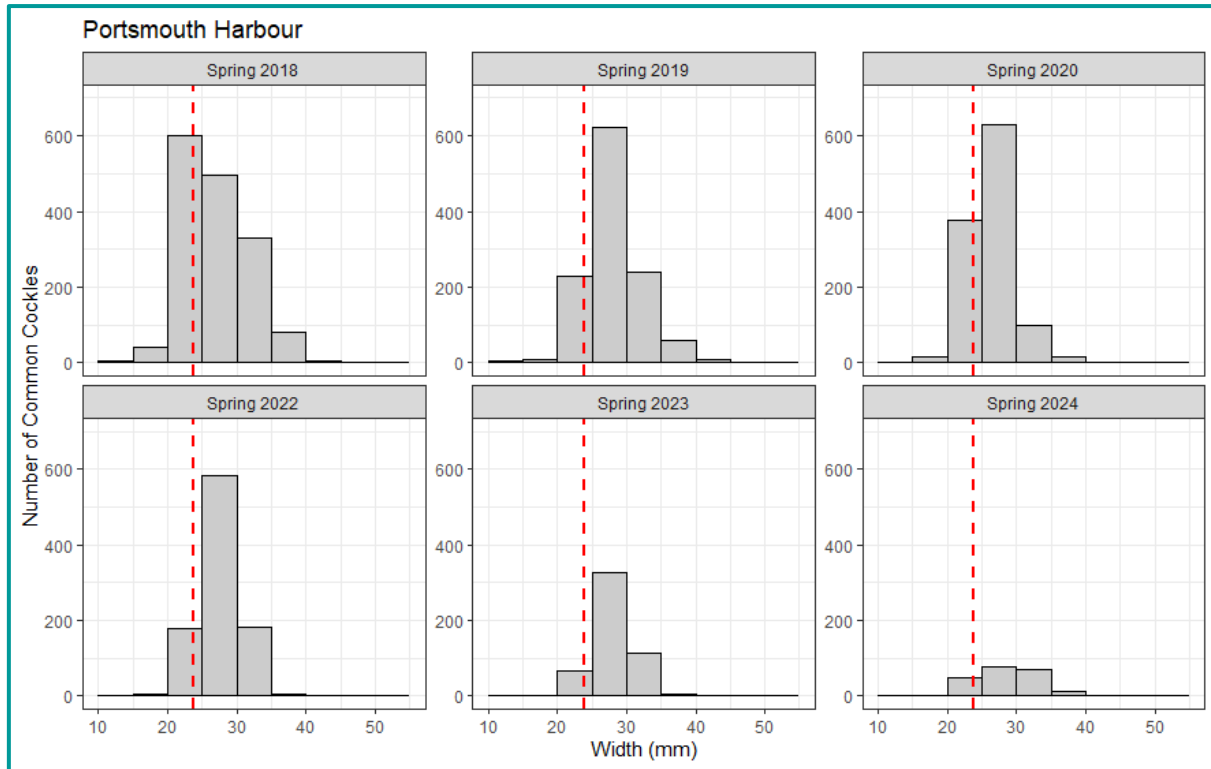 Portsmouth Harbour
Spring 2018 Spring 2019 Spring 2020
600 600 600
400 400 400
200 200 200
0 0 0
Spring 2022 Spring 2023 Spring 2024
600 600 600
400 400 400
200 200 200
0 0 0
10 20 30 40 50 10 20 30 40 50 10 20 30 40 50
Number of Common Cockles
Width (mm)